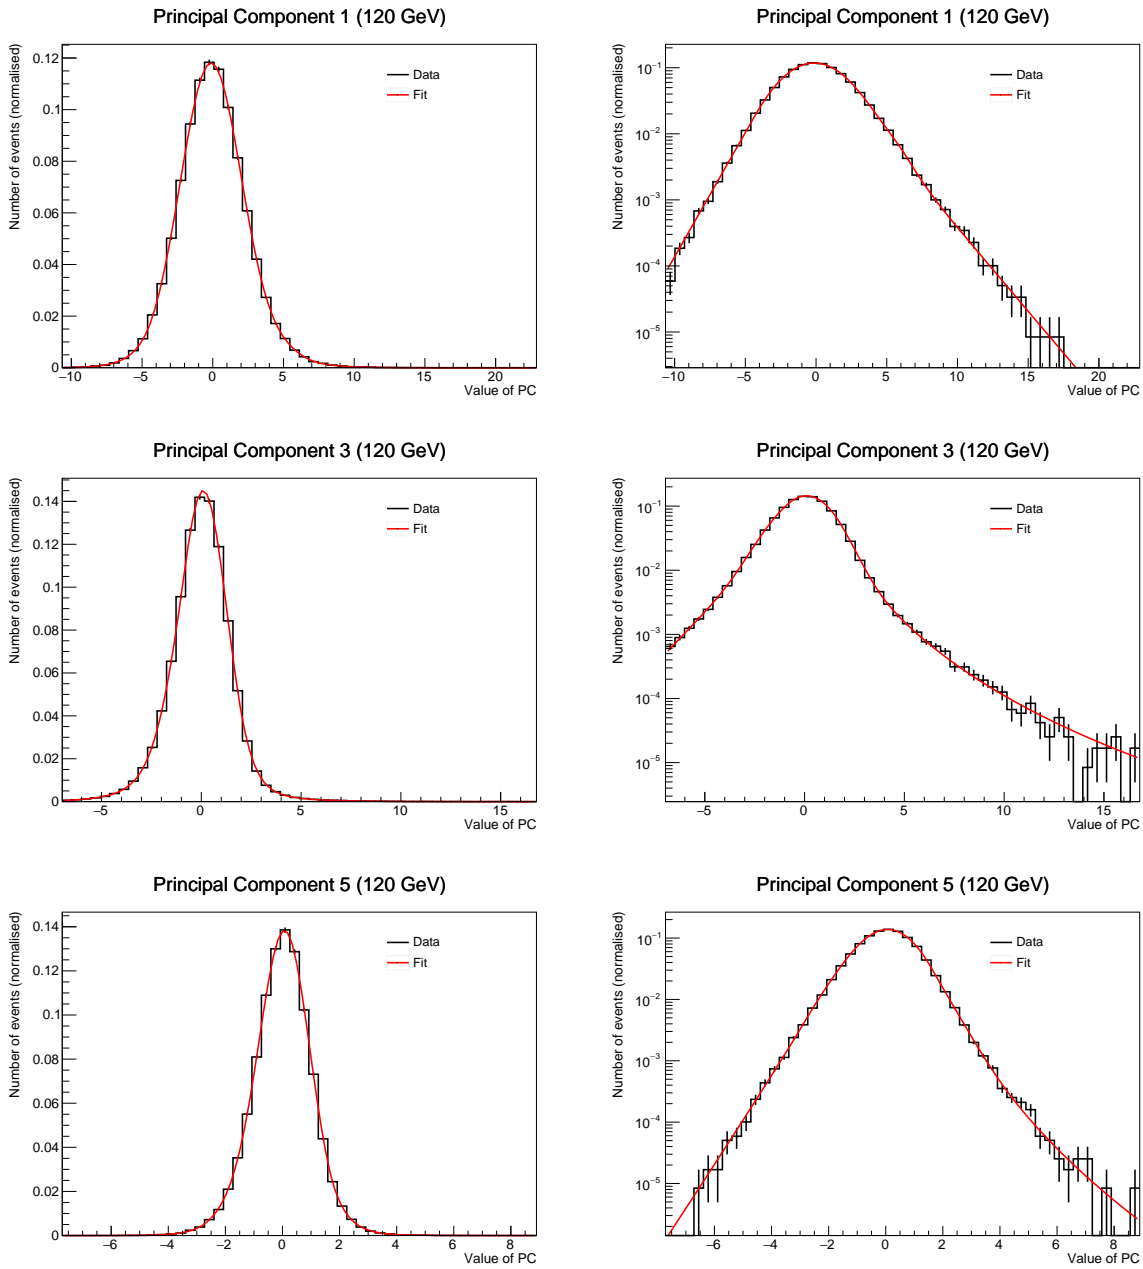 Principal Component 1 (120 GeV)
Number of events (normalised)
0.12
0.1
0.08
0.06
0.04
0.02
0
Data
Fit
−10 −5 0 5 10 15 20
Value of PC
Principal Component 1 (120 GeV)
Number of events (normalised)
10−1
10−2
10−3
10−4
10−5
Data
Fit
−10 −5 0 5 10 15 20
Value of PC
Principal Component 3 (120 GeV)
Number of events (normalised)
0.14
0.12
0.1
0.08
0.06
0.04
0.02
0
Data
Fit
−5 0 5 10 15
Value of PC
Principal Component 3 (120 GeV)
Number of events (normalised)
10−1
10−2
10−3
10−4
10−5
Data
Fit
−5 0 5 10 15
Value of PC
Principal Component 5 (120 GeV)
Number of events (normalised)
0.14
0.12
0.1
0.08
0.06
0.04
0.02
0
Data
Fit
−6 −4 −2 0 2 4 6 8
Value of PC
Principal Component 5 (120 GeV)
Number of events (normalised)
10−1
10−2
10−3
10−4
10−5
Data
Fit
−6 −4 −2 0 2 4 6 8
Value of PC